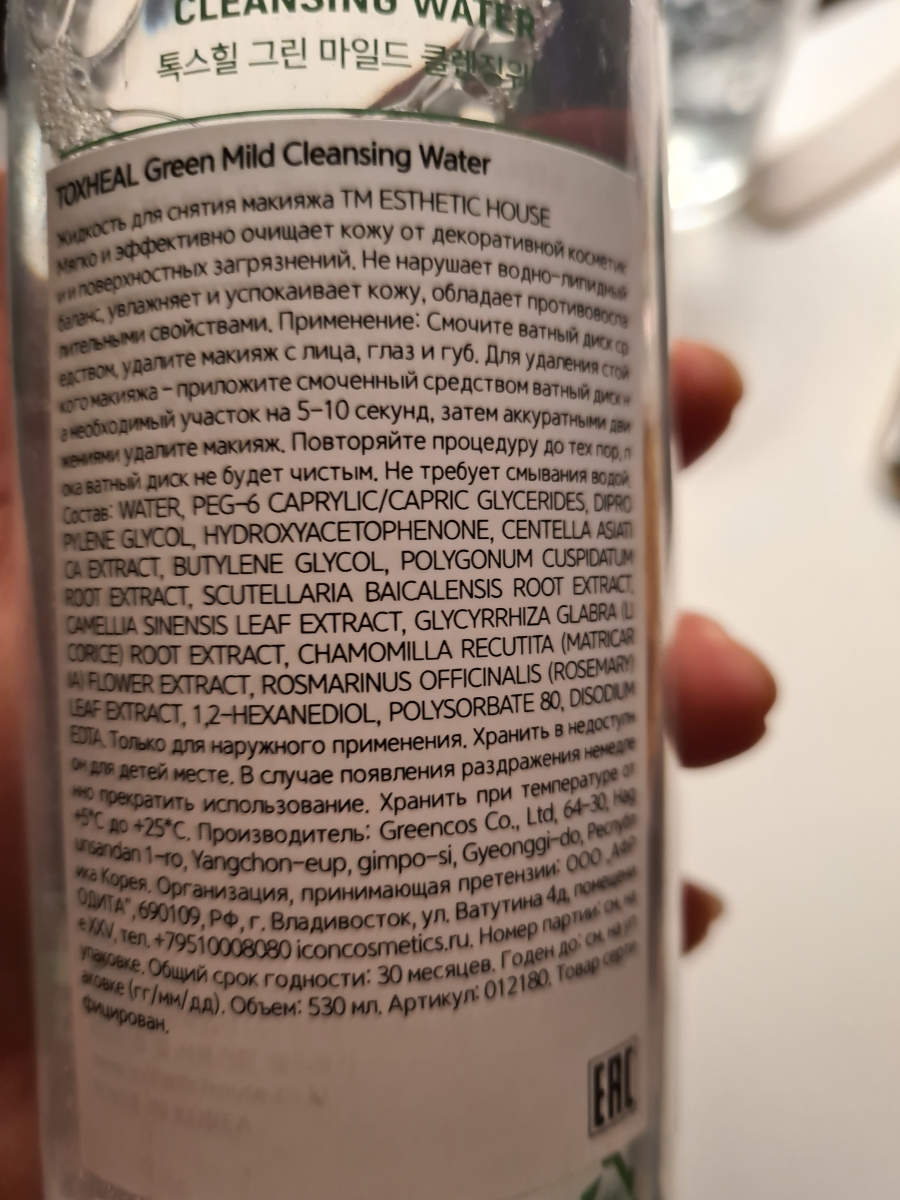 CLEANSING WATER
톡스힐 그린 마일드 클렌징워
TOXHEAL Green Mild Cleansing Water
Жидкость для снятия макияжа ТМ ESTHETIC HOUSE
Мягко и эффективно очищает кожу от декоративной косметик
и и поверхностных загрязнений. Не нарушает водно-липидный
баланс, увлажняет и успокаивает кожу, обладает противовоспа
лительными свойствами. Применение: Смочите ватный диск ср
едством, удалите макияж с лица, глаз и губ. Для удаления стой
кого макияжа – приложите смоченный средством ватный диск н
а необходимый участок на 5-10 секунд, затем аккуратными дви
жениями удалите макияж. Повторяйте процедуру до тех пор, п
ока ватный диск не будет чистым. Не требует смывания водой.
Состав: WATER, PEG-6 CAPRYLIC/CAPRIC GLYCERIDES, DIPRO
PYLENE GLYCOL, HYDROXYACETOPHENONE, CENTELLA ASIATI
CA EXTRACT, BUTYLENE GLYCOL, POLYGONUM CUSPIDATUM
ROOT EXTRACT, SCUTELLARIA BAICALENSIS ROOT EXTRACT,
CAMELLIA SINENSIS LEAF EXTRACT, GLYCYRRHIZA GLABRA (LI
CORICE) ROOT EXTRACT, CHAMOMILLA RECUTITA (MATRICAR
IA) FLOWER EXTRACT, ROSMARINUS OFFICINALIS (ROSEMARY)
LEAF EXTRACT, 1,2-HEXANEDIOL, POLYSORBATE 80, DISODIUM
EDTA. Только для наружного применения. Хранить в недоступн
ом для детей месте. В случае появления раздражения немедле
нно прекратить использование. Хранить при температуре от
+5°C до +25°C. Производитель: Greencos Co., Ltd, 64-30, Hag
unsandan 1-ro, Yangchon-eup, gimpo-si, Gyeonggi-do, Республ
ика Корея. Организация, принимающая претензии: ООО "АФР
ОДИТА", 690109, РФ, г. Владивосток, ул. Ватутина 4д, помещени
е XXV, тел. +79510008080 iconcosmetics.ru. Номер партии: см. на
упаковке. Общий срок годности: 30 месяцев. Годен до: см. на уп
аковке (гг/мм/дд). Объем: 530 мл. Артикул: 012180. Товар серти
фицирован.
EAC